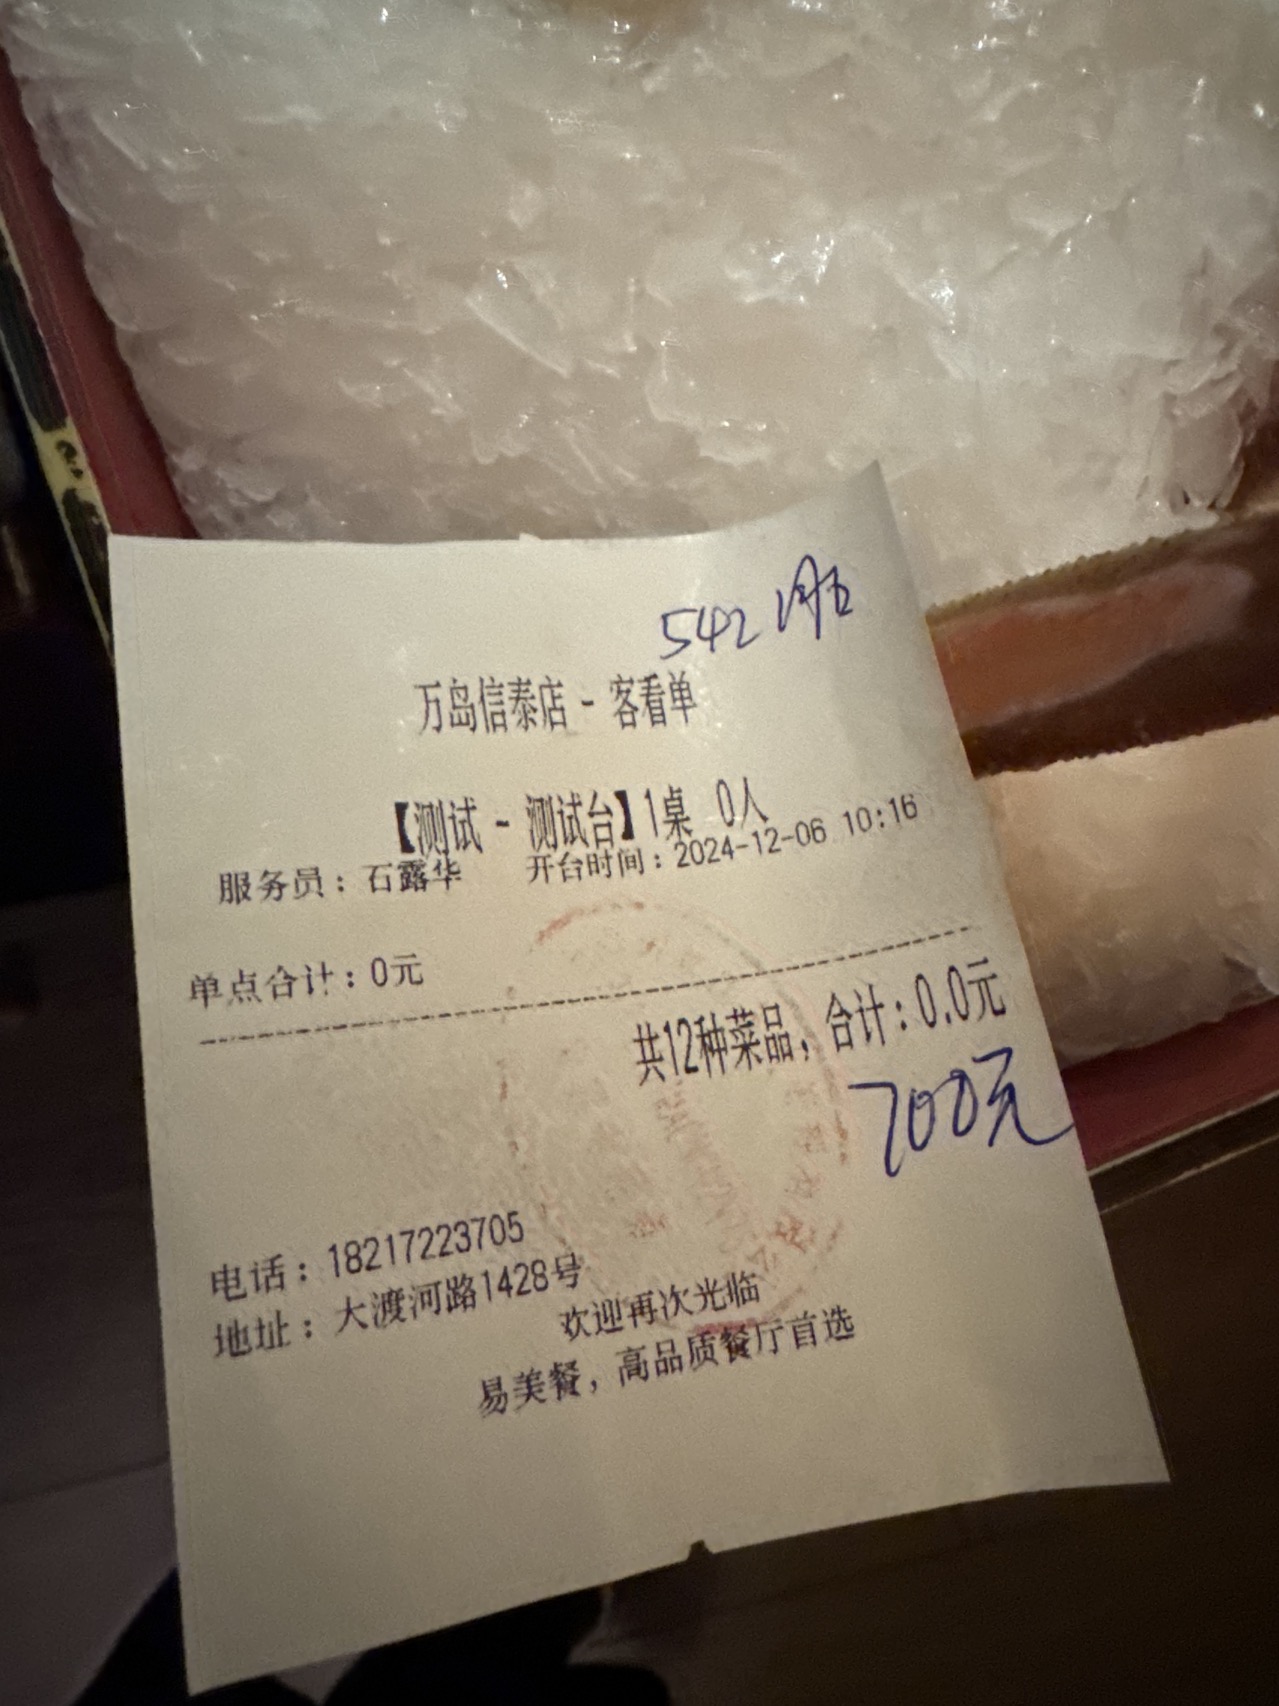 542
万岛信泰店 - 客看单
【测试 - 测试台】1桌 0人
服务员：石露华 开台时间：2024-12-06 10:16
单点合计：0元
共12种菜品，合计：0.0元
700元
电话：18217223705
地址：大渡河路1428号
欢迎再次光临
易美餐，高品质餐厅首选